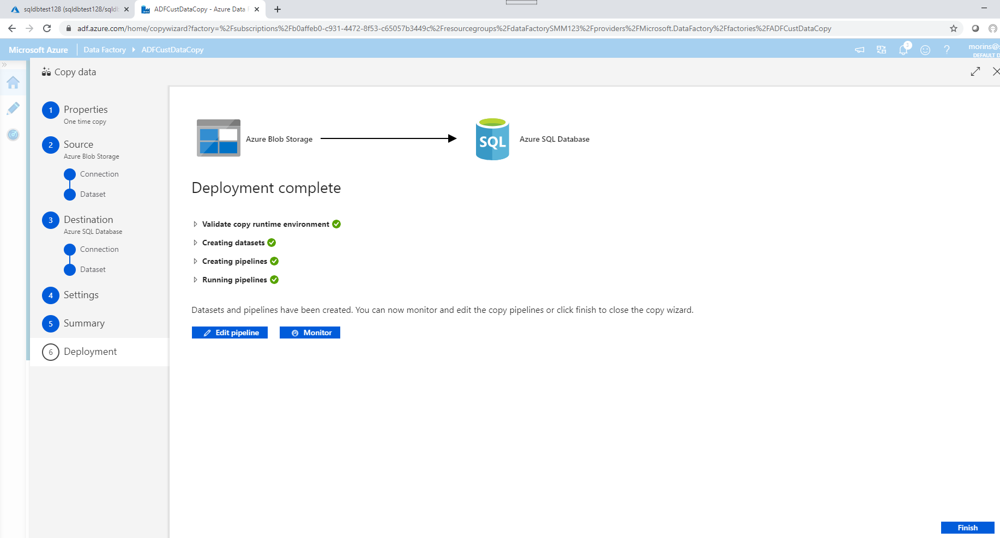 sqldbtest128 (sqldbtest128/sqldb
ADFCustDataCopy - Azure Data F
adf.azure.com/home/copywizard?factory=%2Fsubscriptions%2Fb0affeb0-c931-4472-8f53-c65057b3449c%2Fresourcegroups%2FdataFactorySMM123%2Fproviders%2FMicrosoft.DataFactory%2Ffactories%2FADFCustDataCopy
Microsoft Azure
Data Factory
ADFCustDataCopy
3
morins@s
DEFAULT D
Copy data
1 Properties
One time copy
2 Source
Azure Blob Storage
Connection
Dataset
3 Destination
Azure SQL Database
Connection
Dataset
4 Settings
5 Summary
6 Deployment
Azure Blob Storage
SQL
Azure SQL Database
Deployment complete
Validate copy runtime environment
Creating datasets
Creating pipelines
Running pipelines
Datasets and pipelines have been created. You can now monitor and edit the copy pipelines or click finish to close the copy wizard.
Edit pipeline
Monitor
Finish